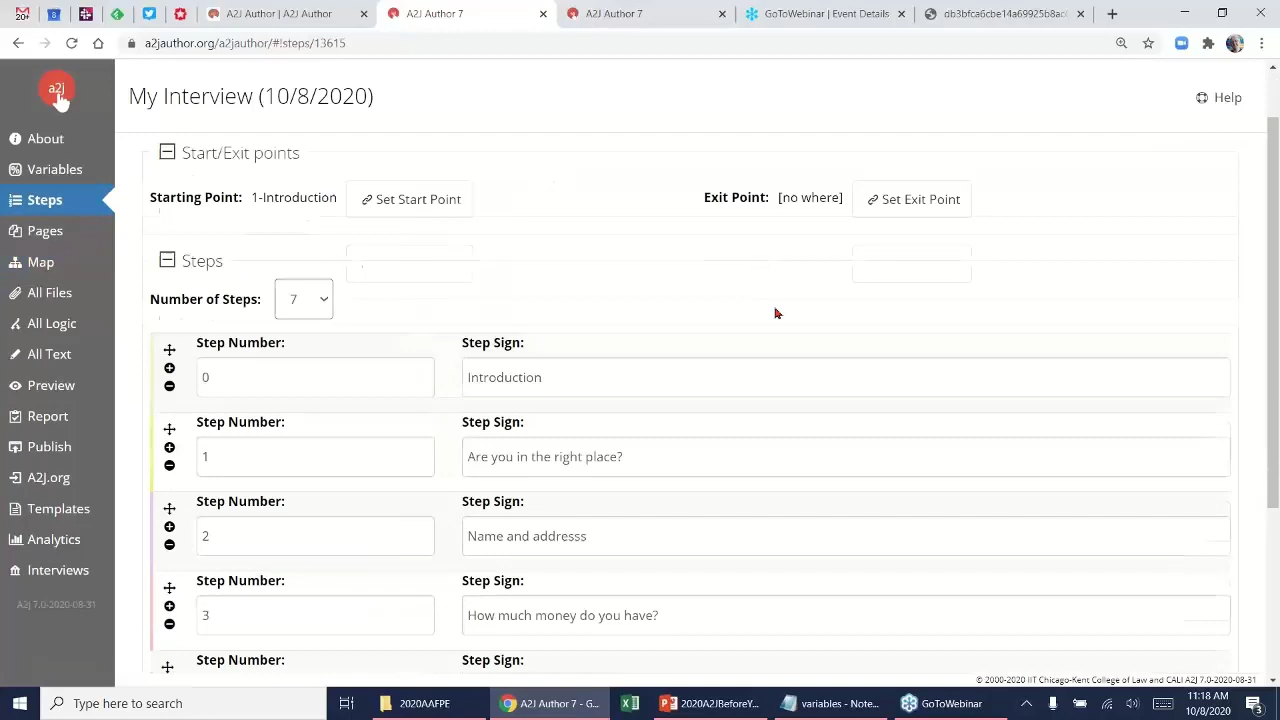 A2J Author | A2J Author
A2J Author 7
A2J Author 7
GoToWebinar | Event Details
db3bfca6cbe14a69925b8a
a2jauthor.org/a2jauthor/#!steps/13615
a2j
About
Variables
Steps
Pages
Map
All Files
All Logic
All Text
Preview
Report
Publish
A2J.org
Templates
Analytics
Interviews
A2J 7.0-2020-08-31
My Interview (10/8/2020)
Help
Start/Exit points
Starting Point: 1-Introduction Set Start Point Exit Point: [no where] Set Exit Point
Steps
Number of Steps: 7
Step Number: Step Sign:
0 Introduction
Step Number: Step Sign:
1 Are you in the right place?
Step Number: Step Sign:
2 Name and addresss
Step Number: Step Sign:
3 How much money do you have?
Step Number: Step Sign:
© 2000-2020 IIT Chicago-Kent College of Law and CALI A2J 7.0-2020-08-31
Type here to search
2020AAFPE
A2J Author 7 - G...
2020A2JBeforeY...
variables - Note...
GoToWebinar
11:18 AM
10/8/2020
3